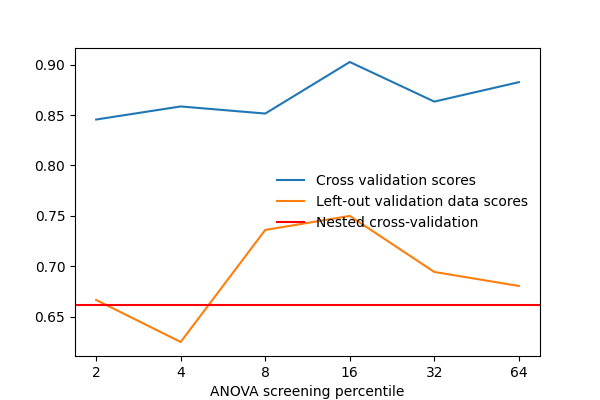 0.90
0.85
0.80
0.75
0.70
0.65
Cross validation scores
Left-out validation data scores
Nested cross-validation
2 4 8 16 32 64
ANOVA screening percentile